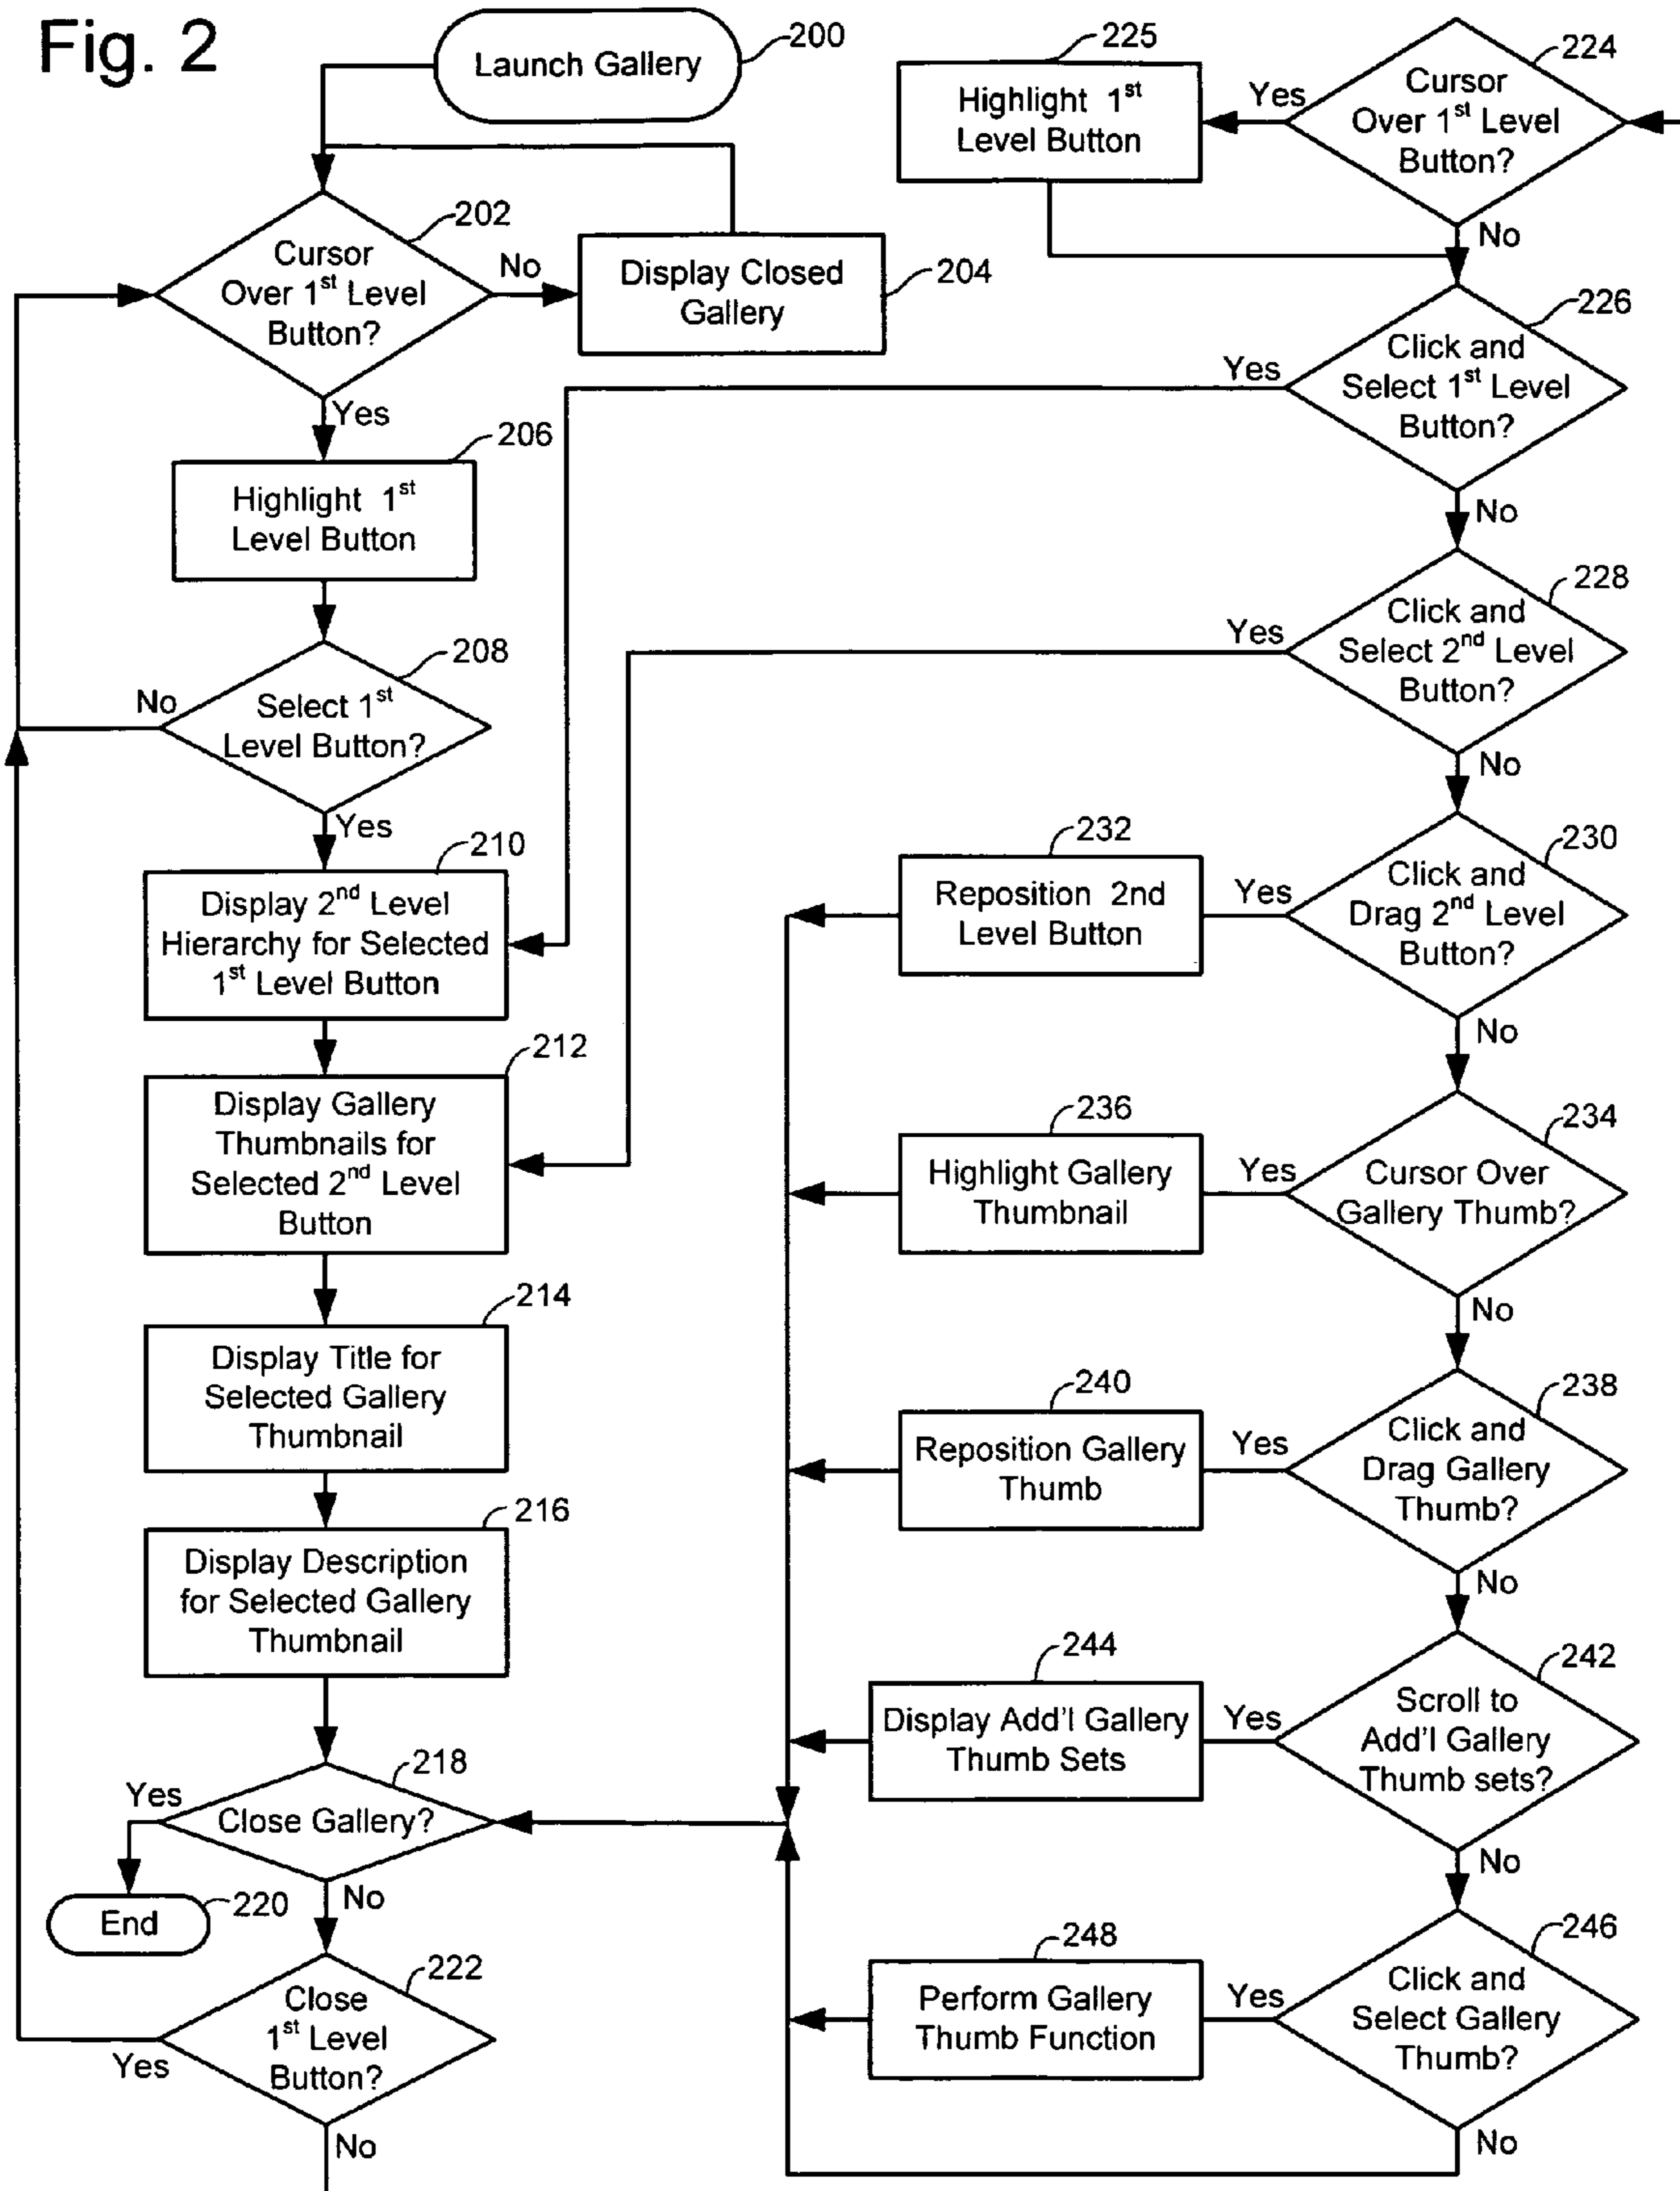 Fig. 2
Launch Gallery
200
Cursor
Over 1st Level
Button?
202
No
Display Closed
Gallery
204
Yes
206
Highlight 1st
Level Button
208
No
Select 1st
Level Button?
Yes
210
Display 2nd Level
Hierarchy for Selected
1st Level Button
212
Display Gallery
Thumbnails for
Selected 2nd Level
Button
214
Display Title for
Selected Gallery
Thumbnail
216
Display Description
for Selected Gallery
Thumbnail
218
Yes
Close Gallery?
End
220
No
222
Close
1st Level
Button?
Yes
No
225
Highlight 1st
Level Button
Yes
224
Cursor
Over 1st Level
Button?
No
226
Yes
Click and
Select 1st Level
Button?
No
228
Yes
Click and
Select 2nd Level
Button?
No
230
232
Reposition 2nd
Level Button
Yes
Click and
Drag 2nd Level
Button?
No
234
236
Highlight Gallery
Thumbnail
Yes
Cursor Over
Gallery Thumb?
No
238
240
Reposition Gallery
Thumb
Yes
Click and
Drag Gallery
Thumb?
No
242
244
Display Add'l Gallery
Thumb Sets
Yes
Scroll to
Add'l Gallery
Thumb sets?
No
246
248
Perform Gallery
Thumb Function
Yes
Click and
Select Gallery
Thumb?
No